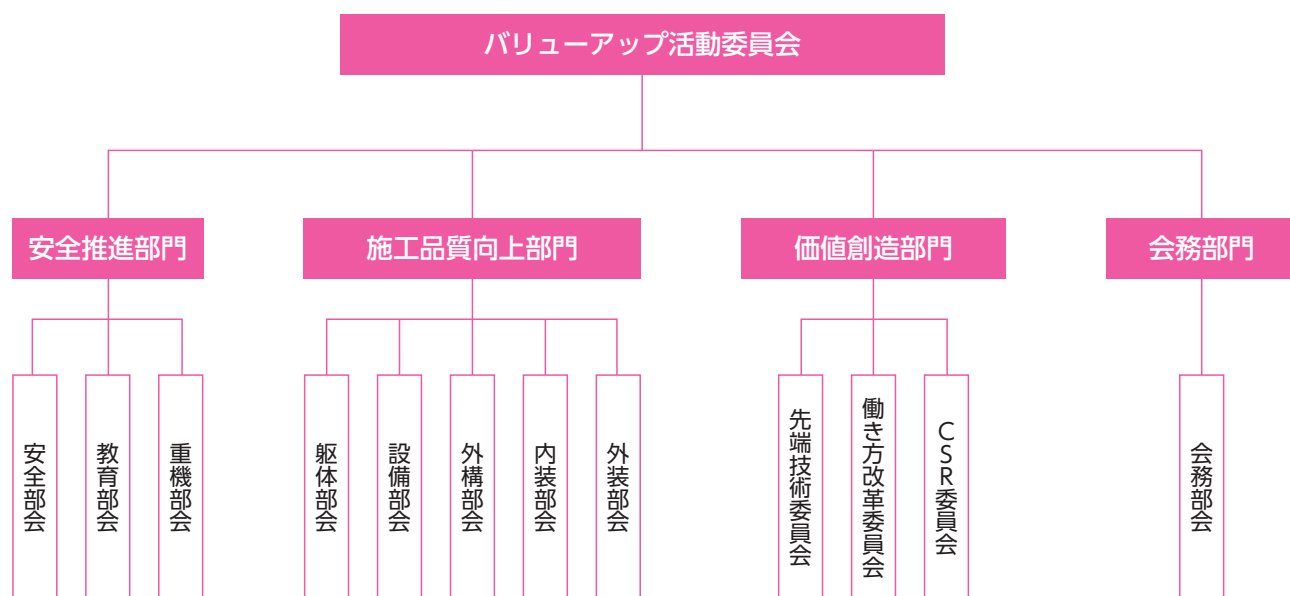 バリューアップ活動委員会
安全推進部門
施工品質向上部門
価値創造部門
会務部門
安全部会
教育部会
重機部会
躯体部会
設備部会
外構部会
内装部会
外装部会
先端技術委員会
働き方改革委員会
CSR委員会
会務部会